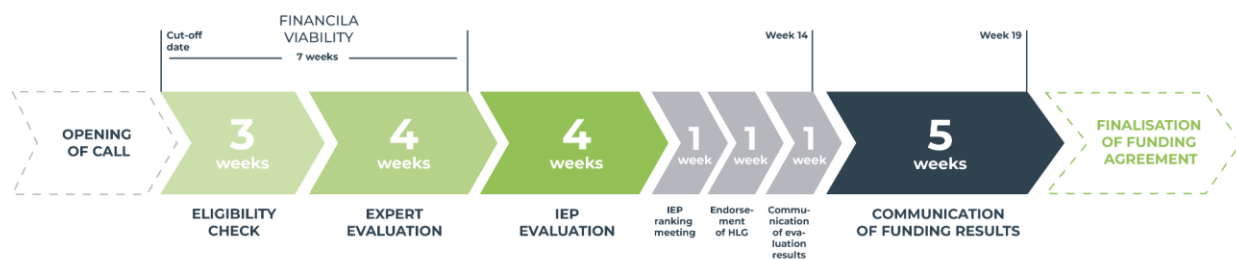 FINANCILA
VIABILITY
Cut-off
date
7 weeks
Week 14
Week 19
OPENING
OF CALL
3
weeks
4
weeks
4
weeks
1
week
1
week
1
week
5
weeks
FINALISATION
OF FUNDING
AGREEMENT
ELIGIBILITY
CHECK
EXPERT
EVALUATION
IEP
EVALUATION
IEP
ranking
meeting
Endorse-
ment
of HLG
Commu-
nication
of eva-
luation
results
COMMUNICATION
OF FUNDING RESULTS